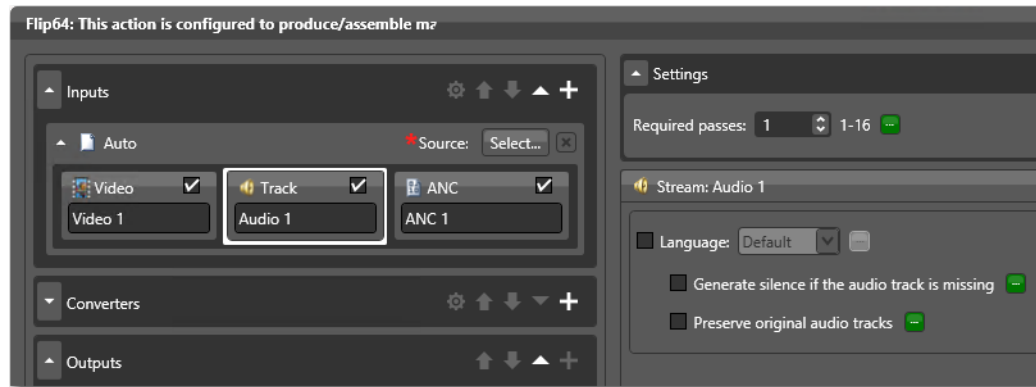 Flip64: This action is configured to produce/assemble
Inputs
Auto
*Source: Select...
Video
Video 1
Track
Audio 1
ANC
ANC 1
Converters
Outputs
Settings
Required passes: 1 1-16
Stream: Audio 1
Language: Default
Generate silence if the audio track is missing
Preserve original audio tracks